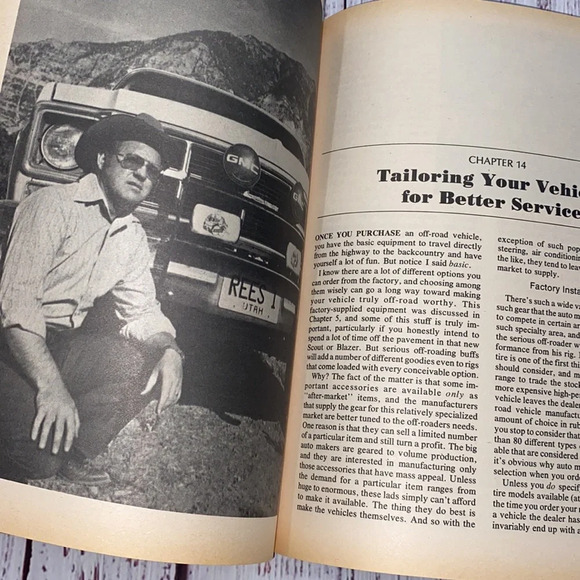 GMC
REES 1
UTAH
CHAPTER 14
Tailoring Your Vehi
for Better Service
ONCE YOU PURCHASE an off-road vehicle,
you have the basic equipment to travel directly
from the highway to the backcountry and have
yourself a lot of fun. But notice I said basic.
I know there are a lot of different options you
can order from the factory, and choosing among
them wisely can go a long way toward making
your vehicle truly off-road worthy. This
factory-supplied equipment was discussed in
Chapter 5, and some of this stuff is truly im-
portant, particularly if you honestly intend to
spend a lot of time off the pavement in that new
Scout or Blazer. But serious off-roading buffs
will add a number of different goodies even to rigs
that come loaded with every conceivable option.
Why? The fact of the matter is that some im-
portant accessories are available only as
"after-market" items, and the manufacturers
that supply the gear for this relatively specialized
market are better tuned to the off-roaders needs.
One reason is that they can sell a limited number
of a particular item and still turn a profit. The big
auto makers are geared to volume production,
and they are interested in manufacturing only
those accessories that have mass appeal. Unless
the demand for a particular item ranges from
huge to enormous, these lads simply can't afford
to make it available. The thing they do best is
make the vehicles themselves. And so with the
exception of such pop
steering, air condition
the like, they tend to lea
market to supply.
Factory Insta
There's such a wide v
such gear that the auto m
to compete in certain ar
such specialty area, and
the serious off-roader w
formance from his rig.
tire is one of the first thi
should consider, and m
range to trade the stock
more expensive high-pe
vehicle leaves the deale
road vehicle manufact
amount of choice in rub
you stop to consider that
than 80 different types
able that are considered
it's obvious why auto m
selection when you orde
Unless you do specif
tire models available (an
the time you order your
a vehicle the dealer has
invariably end up with a